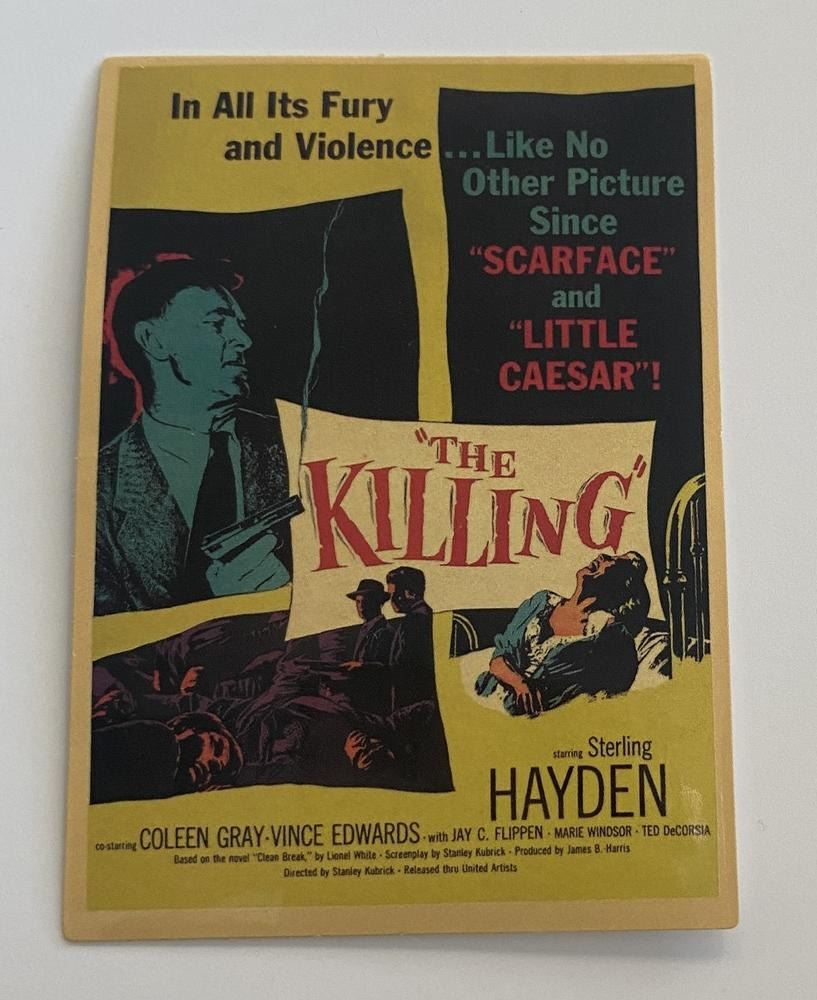 In All Its Fury
and Violence ...Like No
Other Picture
Since
"SCARFACE"
and
"LITTLE
CAESAR"!
"THE
KILLING"
starring Sterling
HAYDEN
co-starring COLEEN GRAY · VINCE EDWARDS · with JAY C. FLIPPEN · MARIE WINDSOR · TED DeCORSIA
Based on the novel "Clean Break," by Lionel White · Screenplay by Stanley Kubrick · Produced by James B. Harris
Directed by Stanley Kubrick · Released thru United Artists